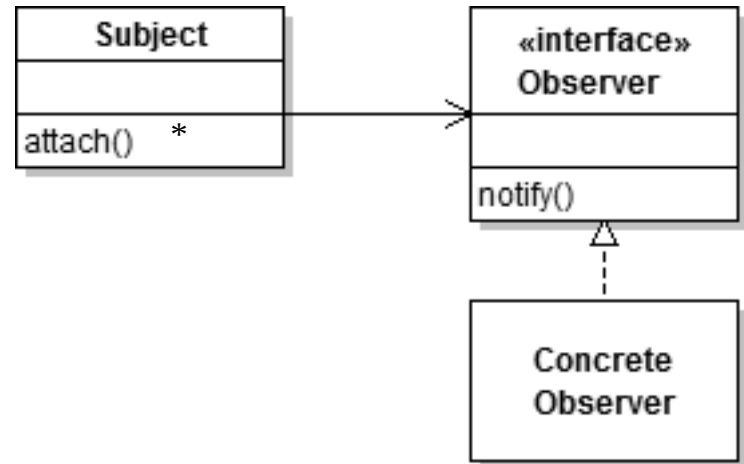 Subject
attach() *
«interface»
Observer
notify()
Concrete
Observer